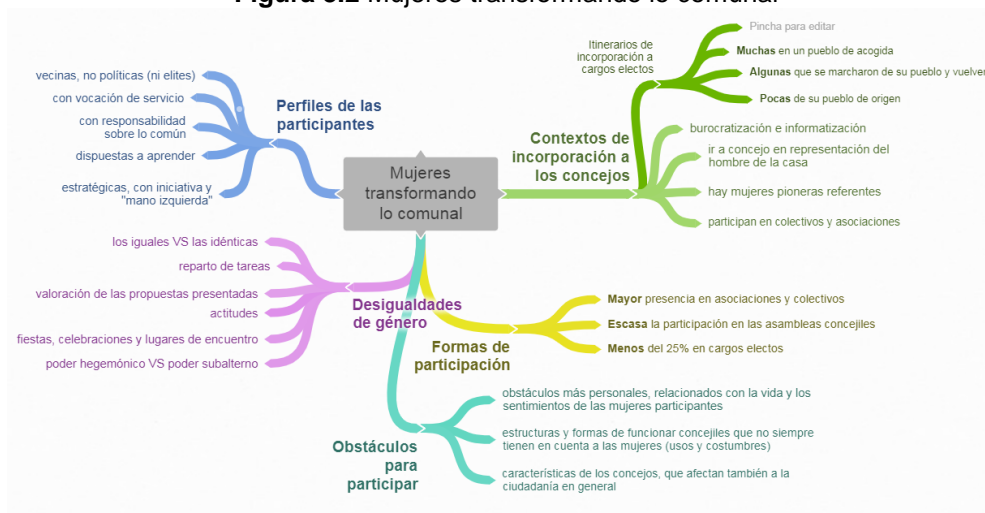 Figura 5.2 Mujeres transformando lo comunal
Mujeres
transformando
lo comunal
Perfiles de las
participantes
vecinas, no políticas (ni elites)
con vocación de servicio
con responsabilidad
sobre lo común
dispuestas a aprender
estratégicas, con iniciativa y
"mano izquierda"
Contextos de
incorporación a
los concejos
Itinerarios de
incorporación a
cargos electos
Pincha para editar
Muchas en un pueblo de acogida
Algunas que se marcharon de su pueblo y vuelven
Pocas de su pueblo de origen
burocratización e informatización
ir a concejo en representación del
hombre de la casa
hay mujeres pioneras referentes
participan en colectivos y asociaciones
Desigualdades
de género
los iguales VS las idénticas
reparto de tareas
valoración de las propuestas presentadas
actitudes
fiestas, celebraciones y lugares de encuentro
poder hegemónico VS poder subalterno
Formas de
participación
Mayor presencia en asociaciones y colectivos
Escasa la participación en las asambleas concejiles
Menos del 25% en cargos electos
Obstáculos
para
participar
obstáculos más personales, relacionados con la vida y los
sentimientos de las mujeres participantes
estructuras y formas de funcionar concejiles que no siempre
tienen en cuenta a las mujeres (usos y costumbres)
características de los concejos, que afectan también a la
ciudadanía en general